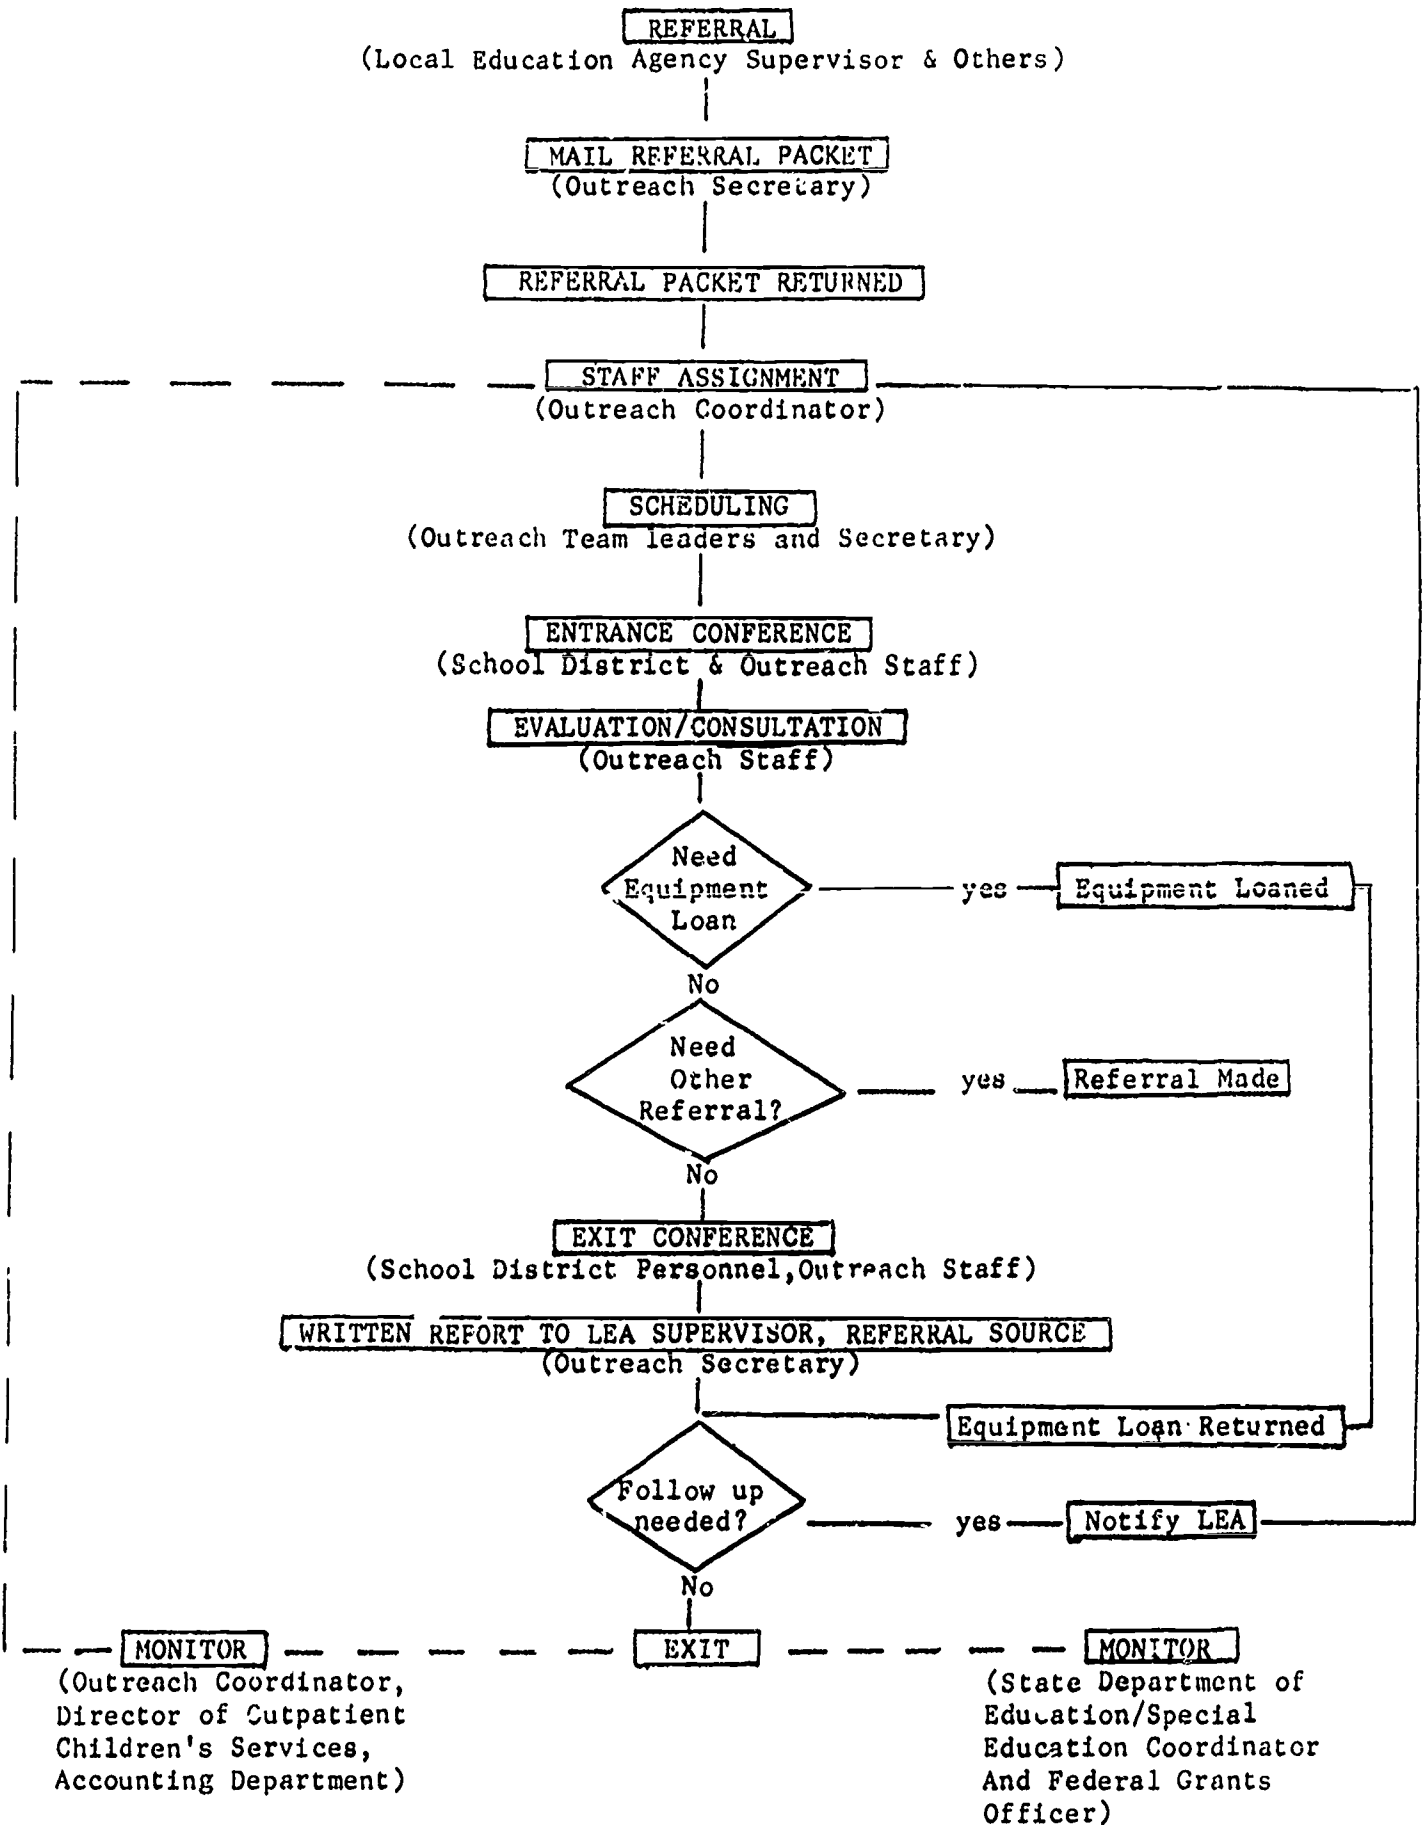 REFERRAL
(Local Education Agency Supervisor & Others)
MAIL REFERRAL PACKET
(Outreach Secretary)
REFERRAL PACKET RETURNED
STAFF ASSIGNMENT
(Outreach Coordinator)
SCHEDULING
(Outreach Team leaders and Secretary)
ENTRANCE CONFERENCE
(School District & Outreach Staff)
EVALUATION/CONSULTATION
(Outreach Staff)
Need
Equipment
Loan
yes
Equipment Loaned
No
Need
Other
Referral?
yes
Referral Made
No
EXIT CONFERENCE
(School District Personnel,Outreach Staff)
WRITTEN REPORT TO LEA SUPERVISOR, REFERRAL SOURCE
(Outreach Secretary)
Equipment Loan Returned
Follow up
needed?
yes
Notify LEA
No
EXIT
MONITOR
(Outreach Coordinator,
Director of Outpatient
Children's Services,
Accounting Department)
MONITOR
(State Department of
Education/Special
Education Coordinator
And Federal Grants
Officer)